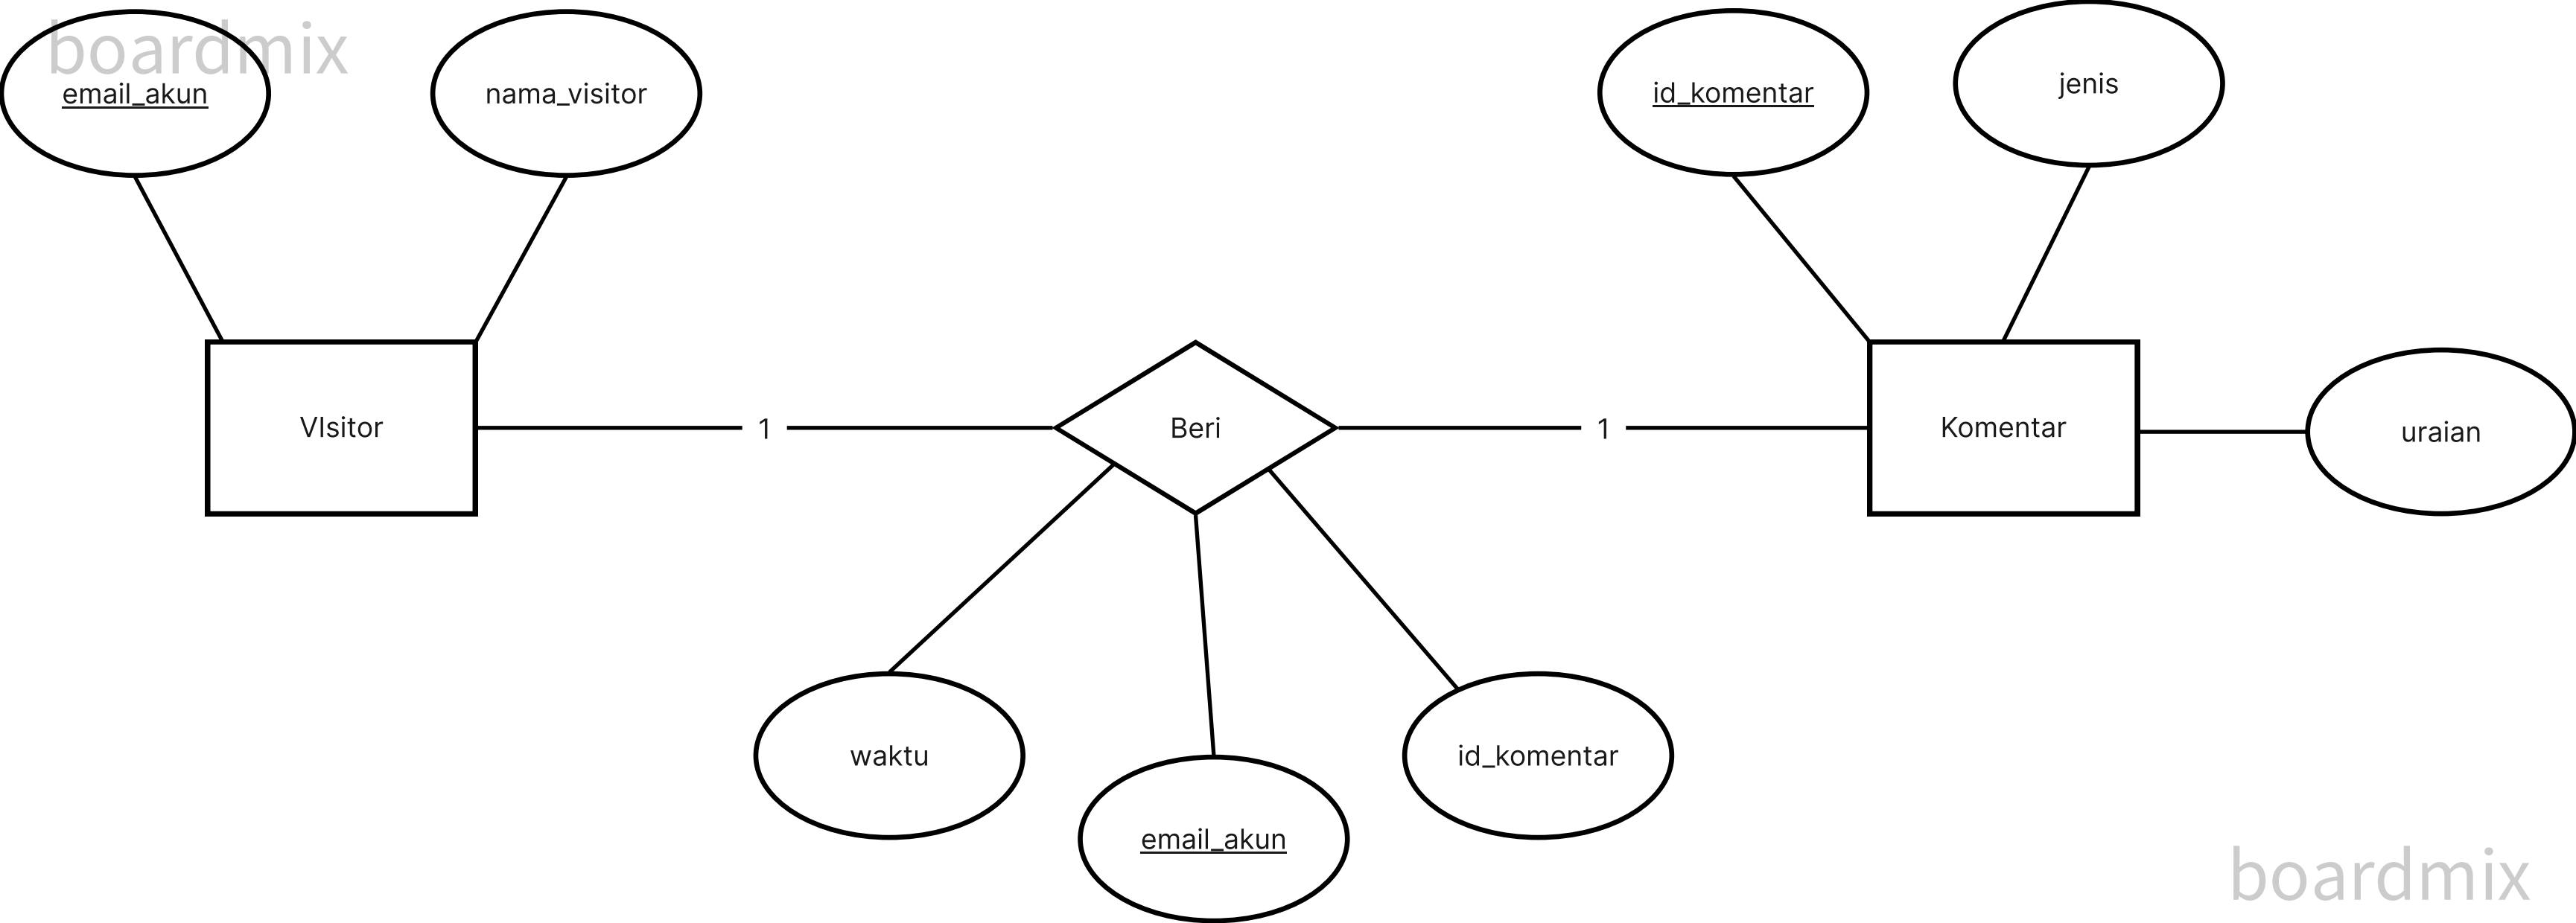 boardmix
email_akun
nama_visitor
id_komentar
jenis
VIsitor
1
Beri
1
Komentar
uraian
waktu
email_akun
id_komentar
boardmix